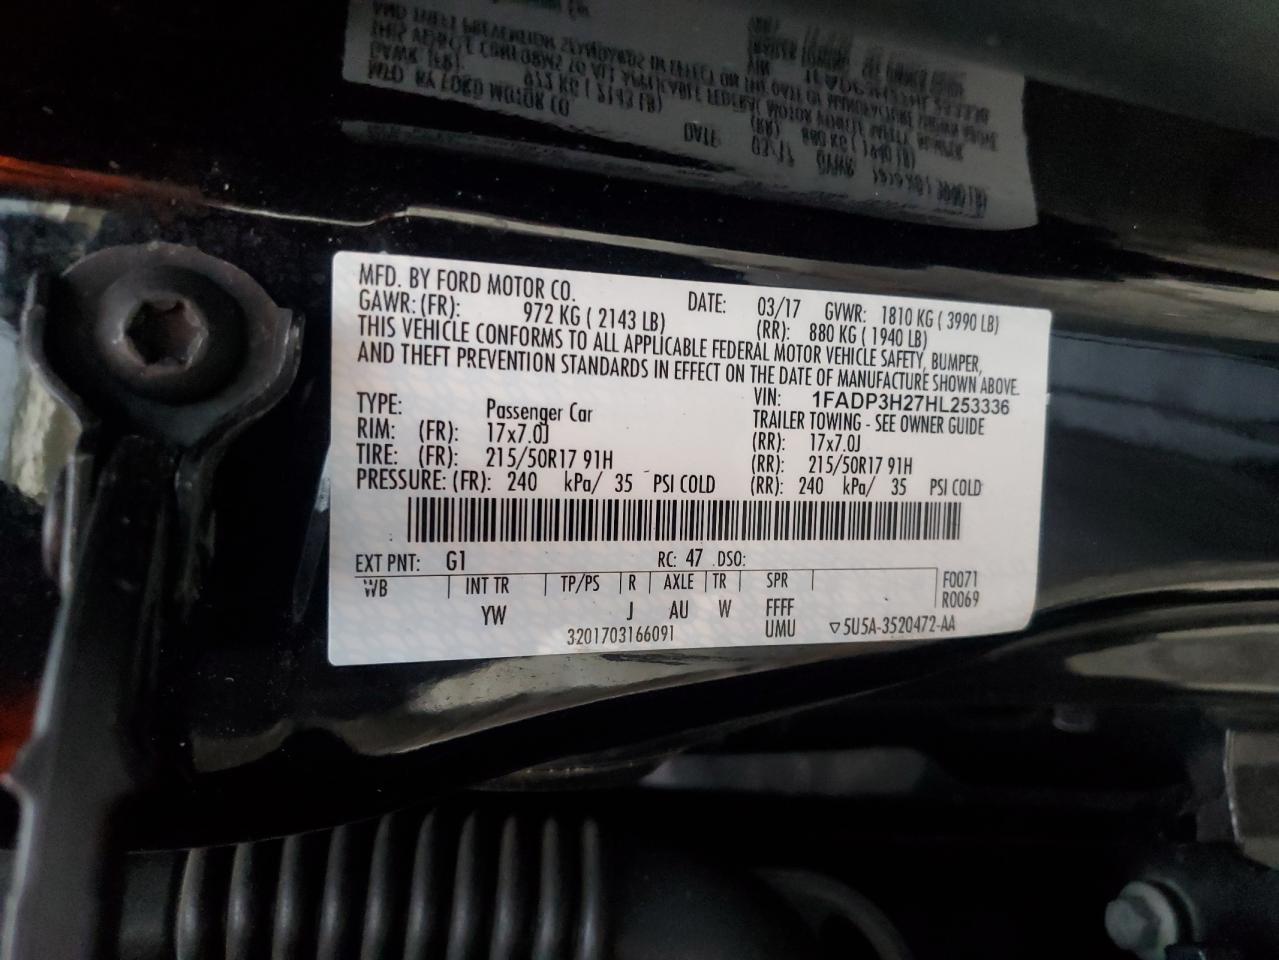 MFD. BY FORD MOTOR CO. DATE: 03/17 GVWR: 1810 KG ( 3990 LB)
GAWR: (FR): 972 KG ( 2143 LB) (RR): 880 KG ( 1940 LB)
THIS VEHICLE CONFORMS TO ALL APPLICABLE FEDERAL MOTOR VEHICLE SAFETY, BUMPER,
AND THEFT PREVENTION STANDARDS IN EFFECT ON THE DATE OF MANUFACTURE SHOWN ABOVE.
VIN: 1FADP3H27HL253336
TYPE: Passenger Car TRAILER TOWING - SEE OWNER GUIDE
RIM: (FR): 17x7.0J (RR): 17x7.0J
TIRE: (FR): 215/50R17 91H (RR): 215/50R17 91H
PRESSURE: (FR): 240 kPa/ 35 PSI COLD (RR): 240 kPa/ 35 PSI COLD
EXT PNT: G1 RC: 47 DSO:
WB INT TR TP/PS R AXLE TR SPR F0071
R0069
YW J AU W FFFF
3201703166091 UMU ▽5U5A-3520472-AA